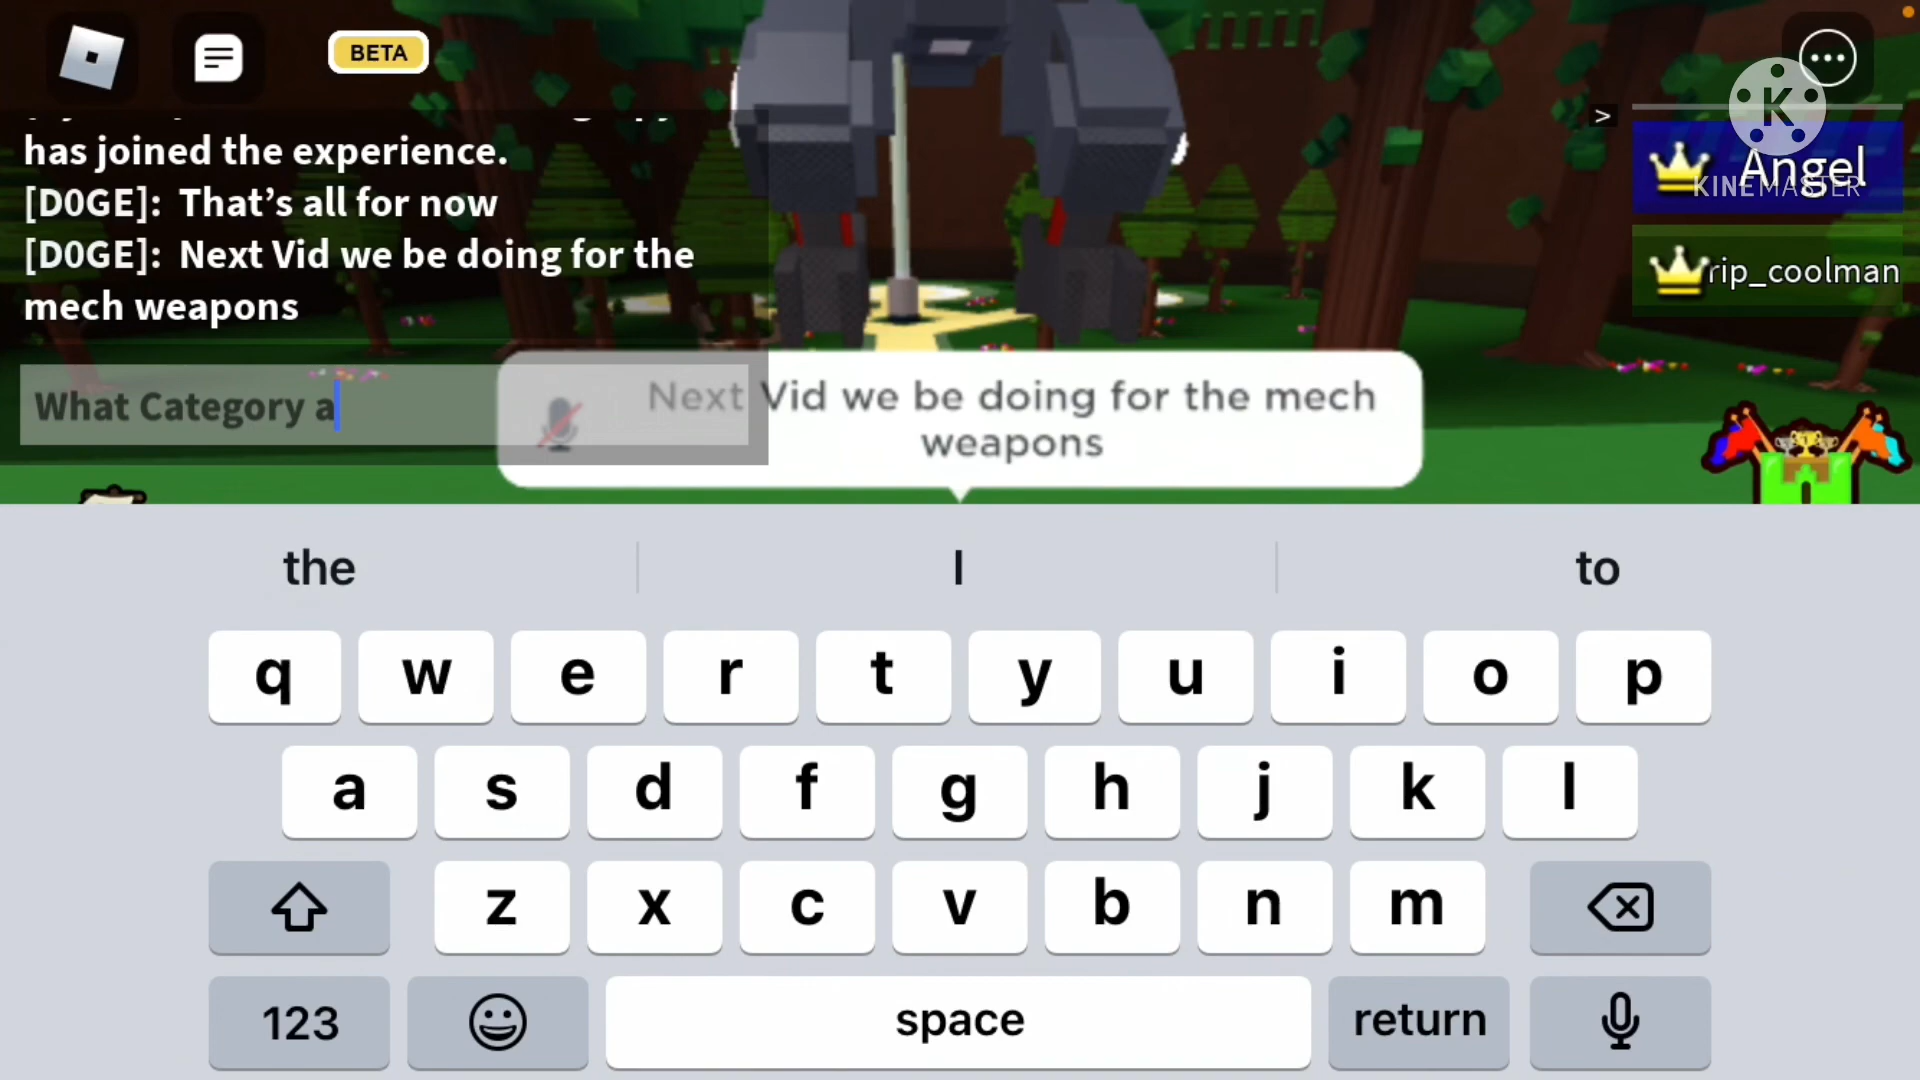 BETA
has joined the experience.
[D0GE]: That’s all for now
[D0GE]: Next Vid we be doing for the
mech weapons
What Category a
Next Vid we be doing for the mech
weapons
>
K
KINEMASTER
Angel
rip_coolman
the I to
q w e r t y u i o p
a s d f g h j k l
z x c v b n m
123 space return